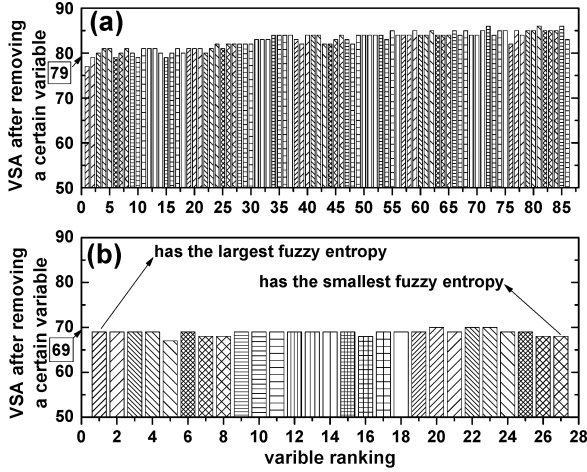 (a)
VSA after removing
a certain variable
90
80
79
70
60
50
0 5 10 15 20 25 30 35 40 45 50 55 60 65 70 75 80 85
(b)
has the largest fuzzy entropy
has the smallest fuzzy entropy
VSA after removing
a certain variable
90
80
70
69
60
50
0 2 4 6 8 10 12 14 16 18 20 22 24 26 28
varible ranking